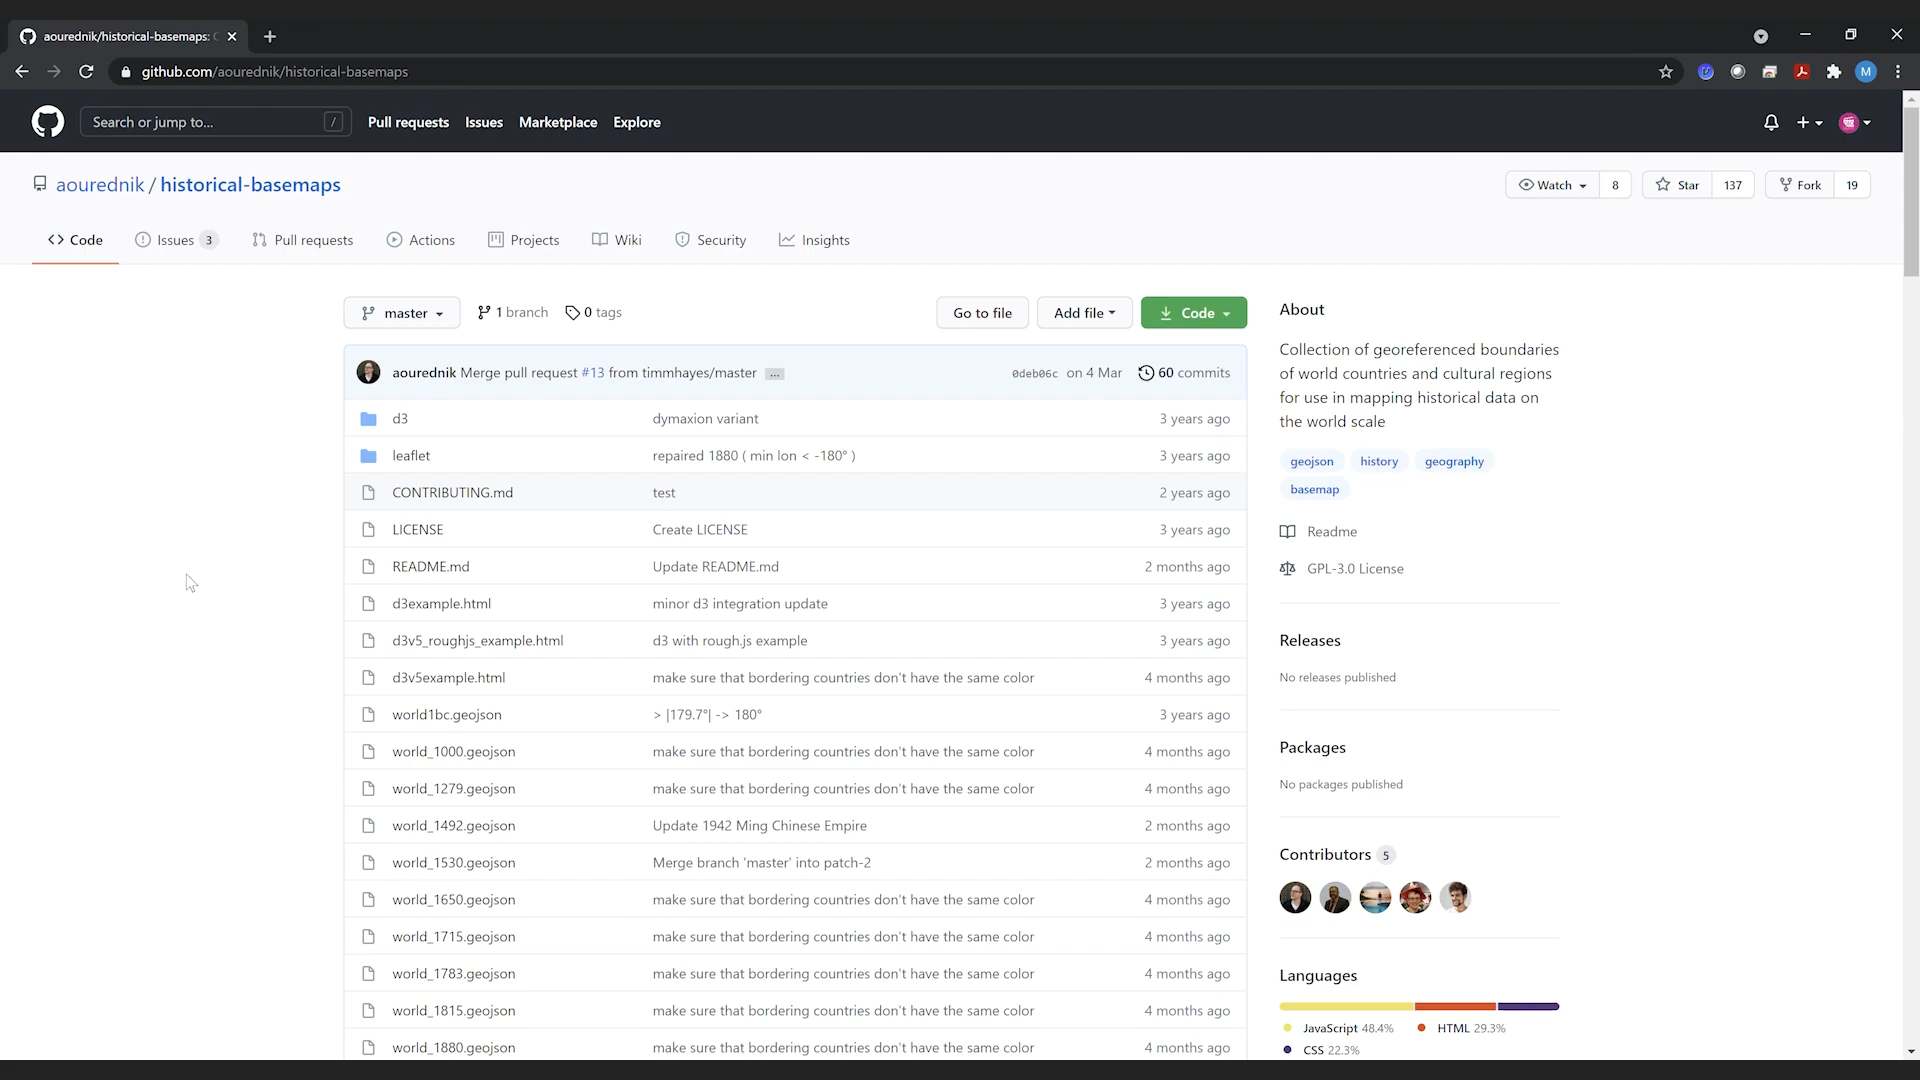 aourednik/historical-basemaps: C
github.com/aourednik/historical-basemaps
M
Search or jump to... /
Pull requests Issues Marketplace Explore
aourednik / historical-basemaps
Watch 8 Star 137 Fork 19
Code Issues 3 Pull requests Actions Projects Wiki Security Insights
master 1 branch 0 tags Go to file Add file Code
aourednik Merge pull request #13 from timmhayes/master ... 0deb06c on 4 Mar 60 commits
d3 dymaxion variant 3 years ago
leaflet repaired 1880 ( min lon < -180° ) 3 years ago
CONTRIBUTING.md test 2 years ago
LICENSE Create LICENSE 3 years ago
README.md Update README.md 2 months ago
d3example.html minor d3 integration update 3 years ago
d3v5_roughjs_example.html d3 with rough.js example 3 years ago
d3v5example.html make sure that bordering countries don't have the same color 4 months ago
world1bc.geojson > |179.7°| -> 180° 3 years ago
world_1000.geojson make sure that bordering countries don't have the same color 4 months ago
world_1279.geojson make sure that bordering countries don't have the same color 4 months ago
world_1492.geojson Update 1942 Ming Chinese Empire 2 months ago
world_1530.geojson Merge branch 'master' into patch-2 2 months ago
world_1650.geojson make sure that bordering countries don't have the same color 4 months ago
world_1715.geojson make sure that bordering countries don't have the same color 4 months ago
world_1783.geojson make sure that bordering countries don't have the same color 4 months ago
world_1815.geojson make sure that bordering countries don't have the same color 4 months ago
world_1880.geojson make sure that bordering countries don't have the same color 4 months ago
About
Collection of georeferenced boundaries
of world countries and cultural regions
for use in mapping historical data on
the world scale
geojson history geography
basemap
Readme
GPL-3.0 License
Releases
No releases published
Packages
No packages published
Contributors 5
Languages
JavaScript 48.4% HTML 29.3%
CSS 22.3%